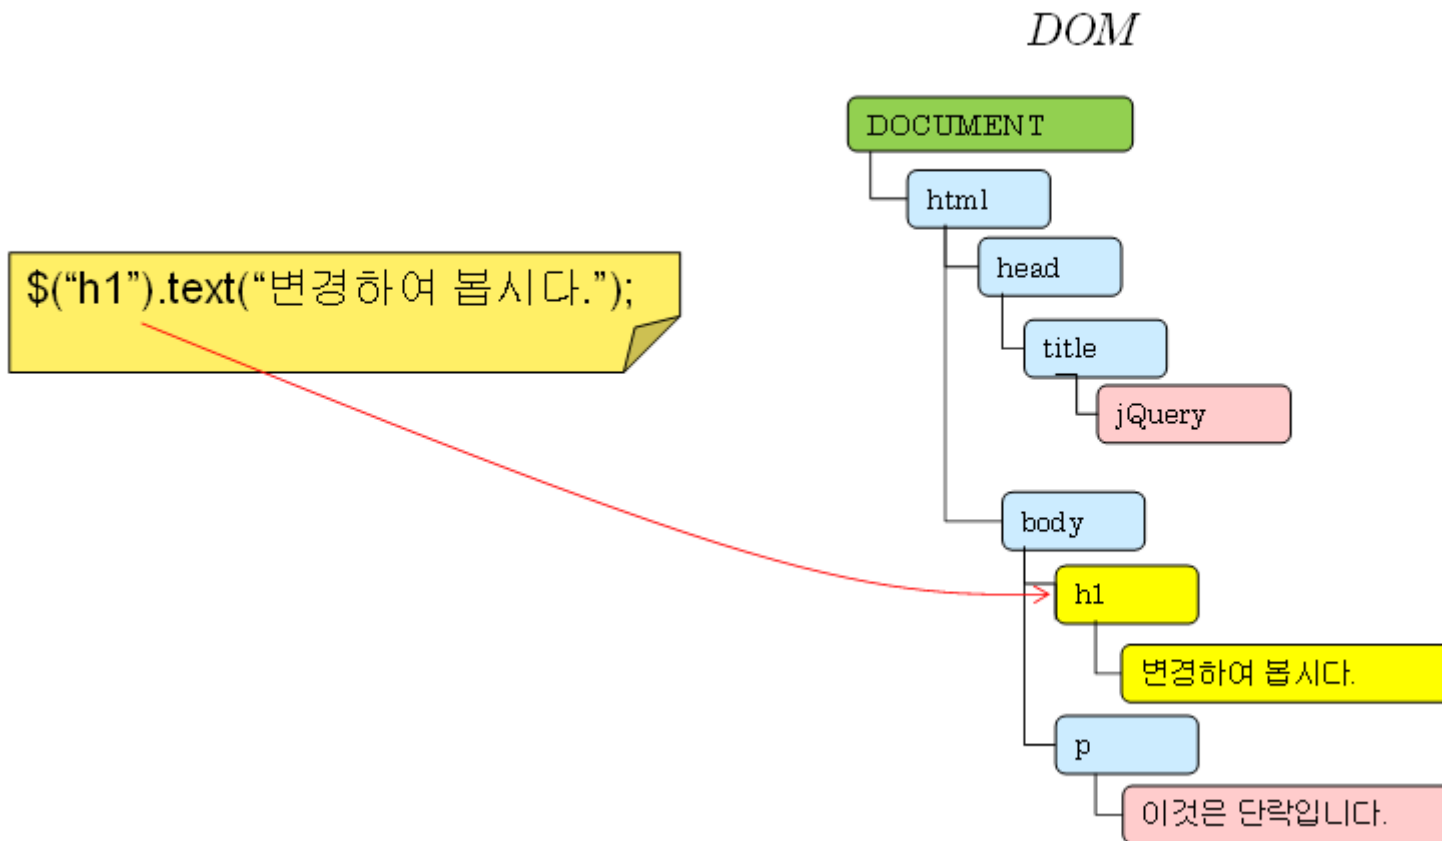 DOM
DOCUMENT
html
head
title
jQuery
body
h1
변경하여 봅시다.
p
이것은 단락입니다.
$(“h1”).text(“변경하여 봅시다.”);